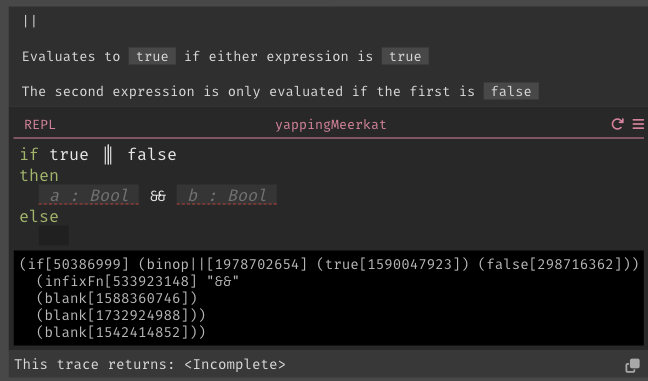 ||
Evaluates to true if either expression is true
The second expression is only evaluated if the first is false
REPL yappingMeerkat
if true || false
then
a : Bool && b : Bool
else
(if[50386999] (binop||[1978702654] (true[1590047923]) (false[298716362]))
(infixFn[533923148] "&&"
(blank[1588360746])
(blank[1732924988]))
(blank[1542414852]))
This trace returns: <Incomplete>